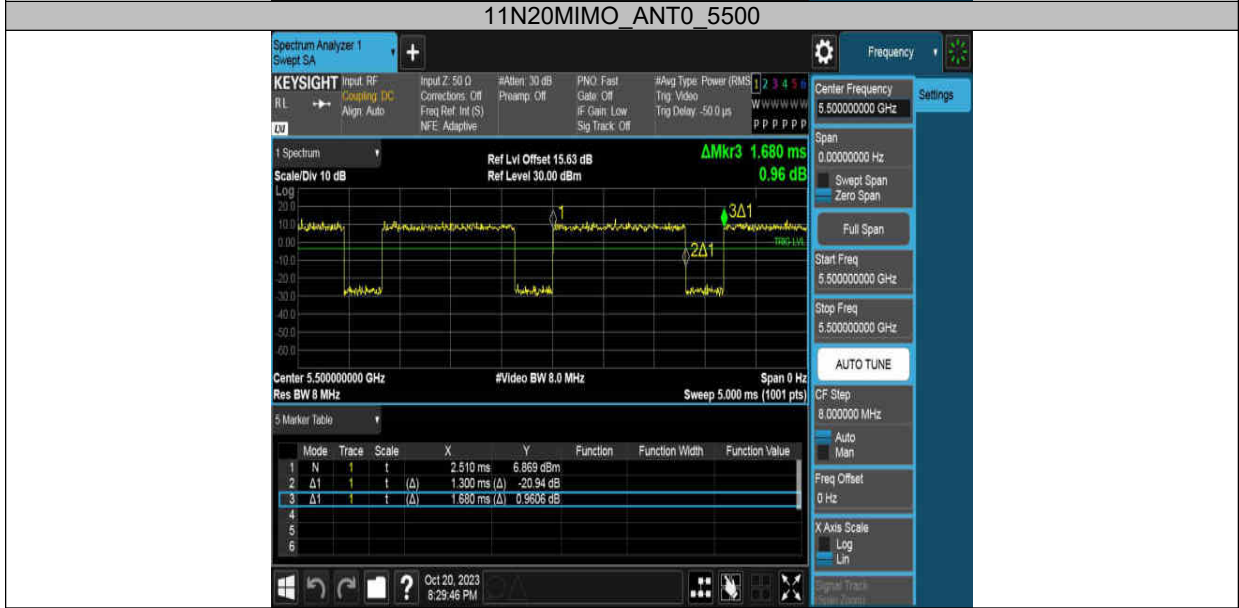 11N20MIMO_ANT0_5500
Spectrum Analyzer 1
Swept SA
Frequency
KEYSIGHT
RL
LXI
Input: RF
Coupling: DC
Align: Auto
Input Z: 50 Ω
Corrections: Off
Freq Ref: Int (S)
NFE: Adaptive
#Atten: 30 dB
Preamp: Off
PNO: Fast
Gate: Off
IF Gain: Low
Sig Track: Off
#Avg Type: Power (RMS
Trig: Video
Trig Delay: -50.0 µs
1 2 3 4 5 6
W W W W W W
P P P P P P
1 Spectrum
Scale/Div 10 dB
Log
Ref Lvl Offset 15.63 dB
Ref Level 30.00 dBm
ΔMkr3 1.680 ms
0.96 dB
20.0
10.0
0.00
-10.0
-20.0
-30.0
-40.0
-50.0
-60.0
1
2Δ1
3Δ1
TRIG LVL
Center 5.500000000 GHz
Res BW 8 MHz
#Video BW 8.0 MHz
Span 0 Hz
Sweep 5.000 ms (1001 pts)
5 Marker Table
Mode Trace Scale X Y Function Function Width Function Value
1 N 1 t 2.510 ms 6.869 dBm
2 Δ1 1 t (Δ) 1.300 ms (Δ) -20.94 dB
3 Δ1 1 t (Δ) 1.680 ms (Δ) 0.9606 dB
4
5
6
Oct 20, 2023
8:29:46 PM
Center Frequency
5.500000000 GHz
Settings
Span
0.00000000 Hz
Swept Span
Zero Span
Full Span
Start Freq
5.500000000 GHz
Stop Freq
5.500000000 GHz
AUTO TUNE
CF Step
8.000000 MHz
Auto
Man
Freq Offset
0 Hz
X Axis Scale
Log
Lin
Signal Track
(Span Zoom)